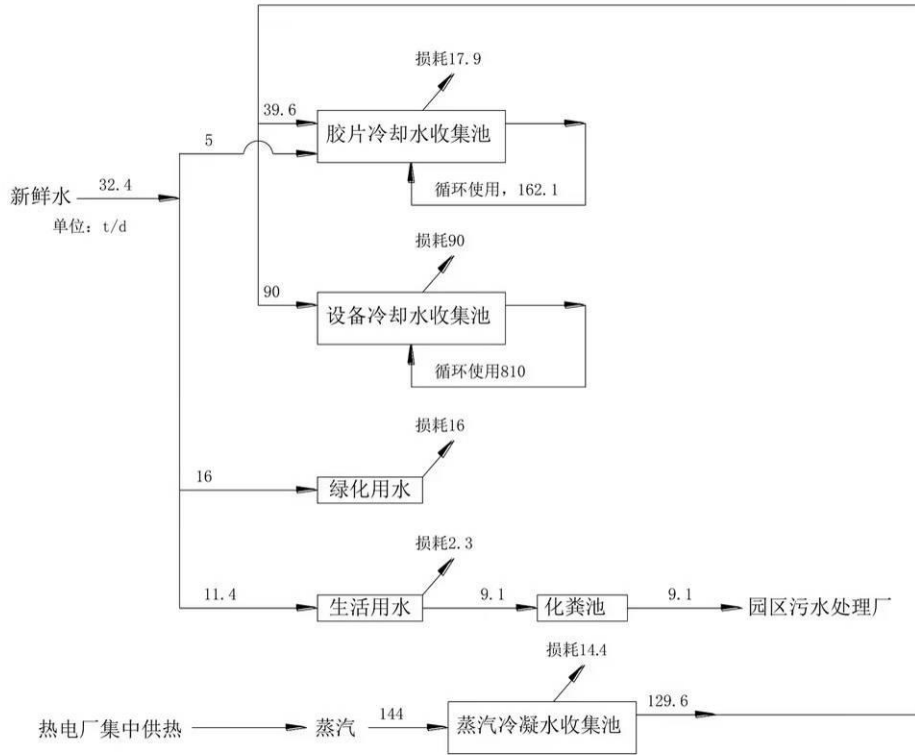 损耗17.9
39.6
胶片冷却水收集池
5
循环使用，162.1
新鲜水
32.4
单位：t/d
损耗90
90
设备冷却水收集池
循环使用810
损耗16
16
绿化用水
损耗2.3
11.4
生活用水
9.1
化粪池
9.1
园区污水处理厂
损耗14.4
热电厂集中供热
蒸汽
144
蒸汽冷凝水收集池
129.6